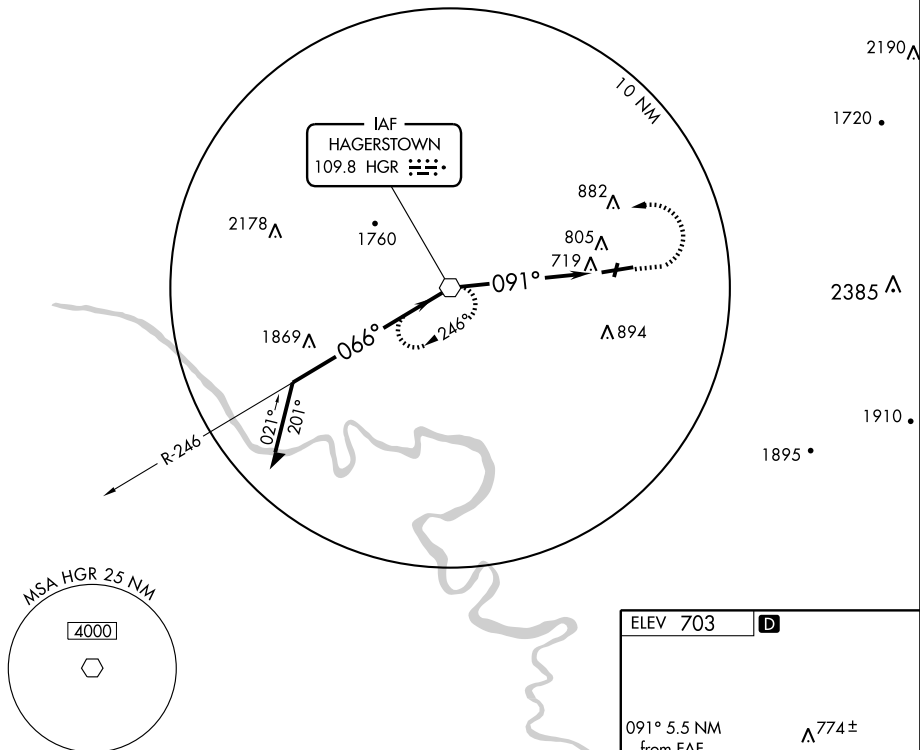 2190
10 NM
1720
IAF
HAGERSTOWN
109.8 HGR
882
2178
1760
805
719
091°
2385
1869
066°
246°
894
021°
201°
R-246
1910
1895
MSA HGR 25 NM
4000
ELEV 703 D
091° 5.5 NM
from FAF
774±